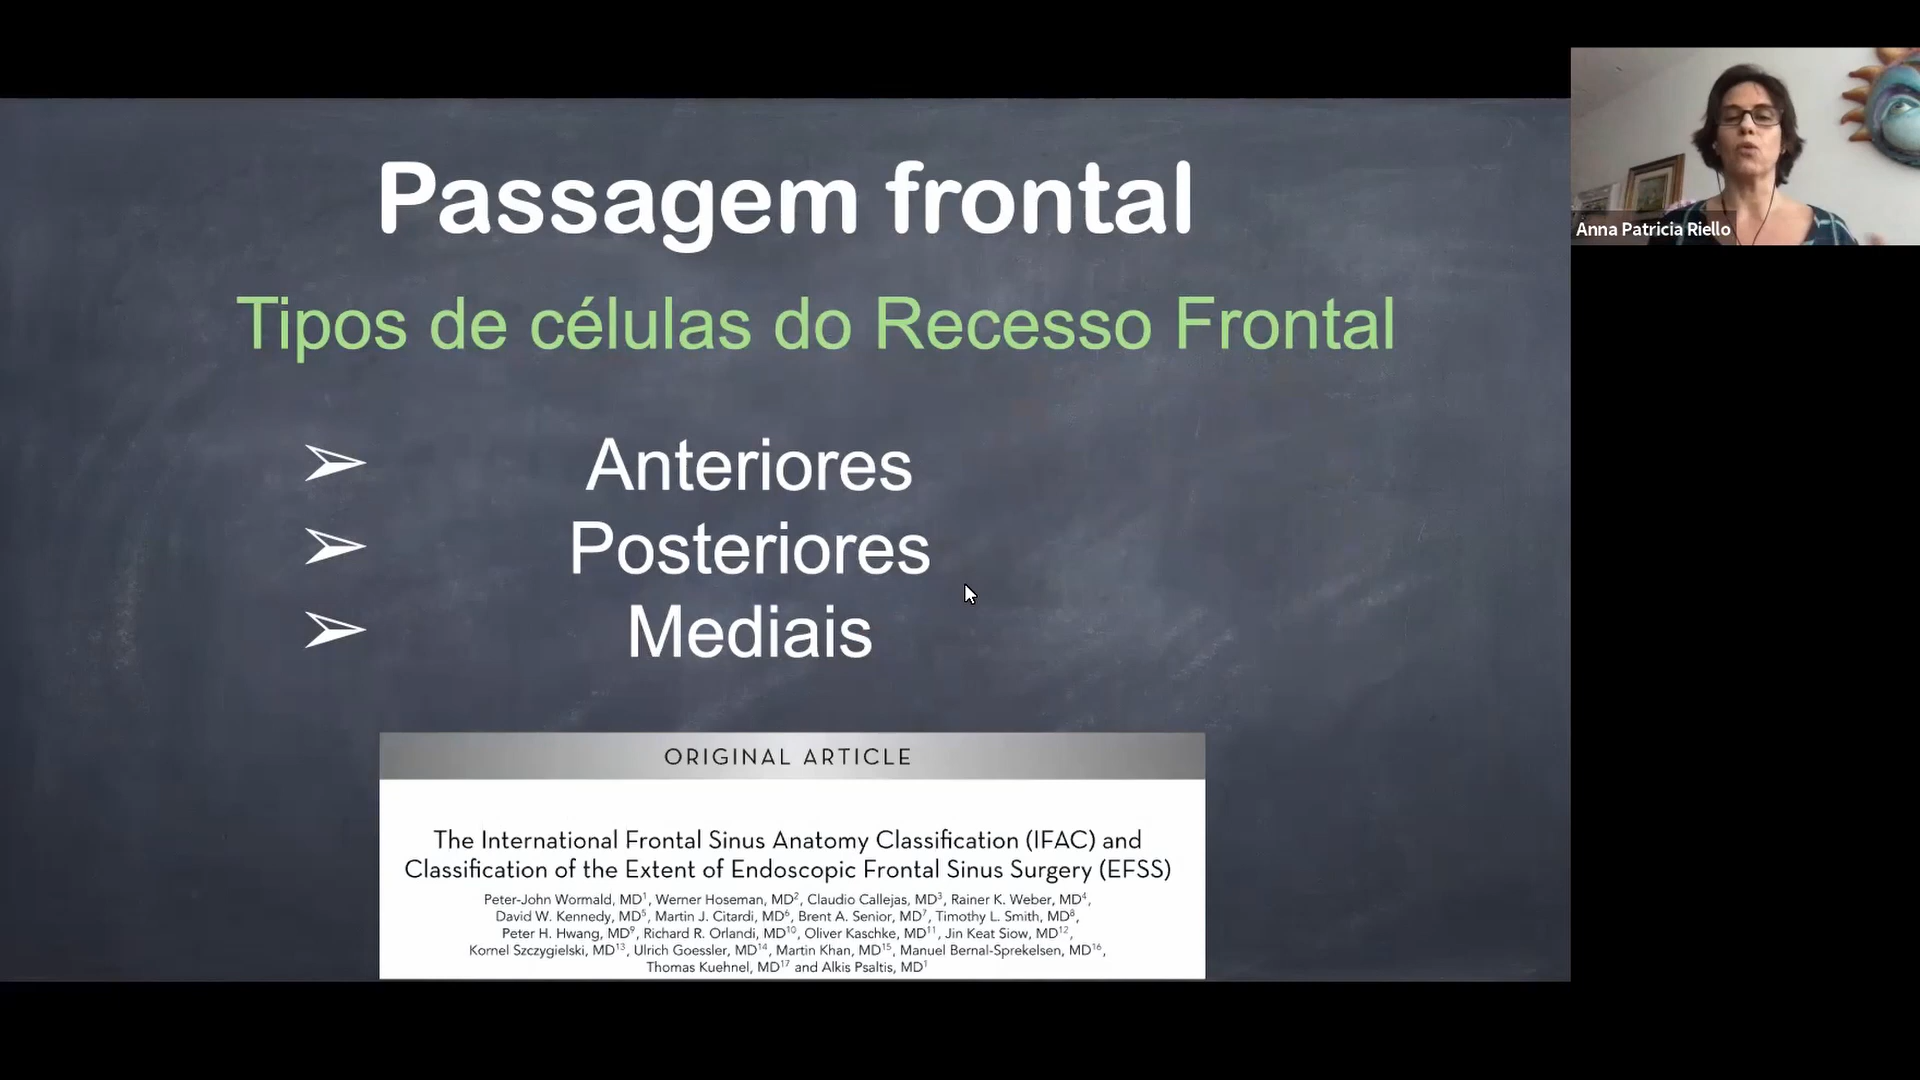 Passagem frontal
Tipos de células do Recesso Frontal
➢ Anteriores
➢ Posteriores
➢ Mediais
ORIGINAL ARTICLE
The International Frontal Sinus Anatomy Classification (IFAC) and
Classification of the Extent of Endoscopic Frontal Sinus Surgery (EFSS)
Peter-John Wormald, MD¹, Werner Hoseman, MD², Claudio Callejas, MD³, Rainer K. Weber, MD⁴,
David W. Kennedy, MD⁵, Martin J. Citardi, MD⁶, Brent A. Senior, MD⁷, Timothy L. Smith, MD⁸,
Peter H. Hwang, MD⁹, Richard R. Orlandi, MD¹⁰, Oliver Kaschke, MD¹¹, Jin Keat Siow, MD¹²,
Kornel Szczygielski, MD¹³, Ulrich Goessler, MD¹⁴, Martin Khan, MD¹⁵, Manuel Bernal-Sprekelsen, MD¹⁶,
Thomas Kuehnel, MD¹⁷ and Alkis Psaltis, MD¹
Anna Patricia Riello